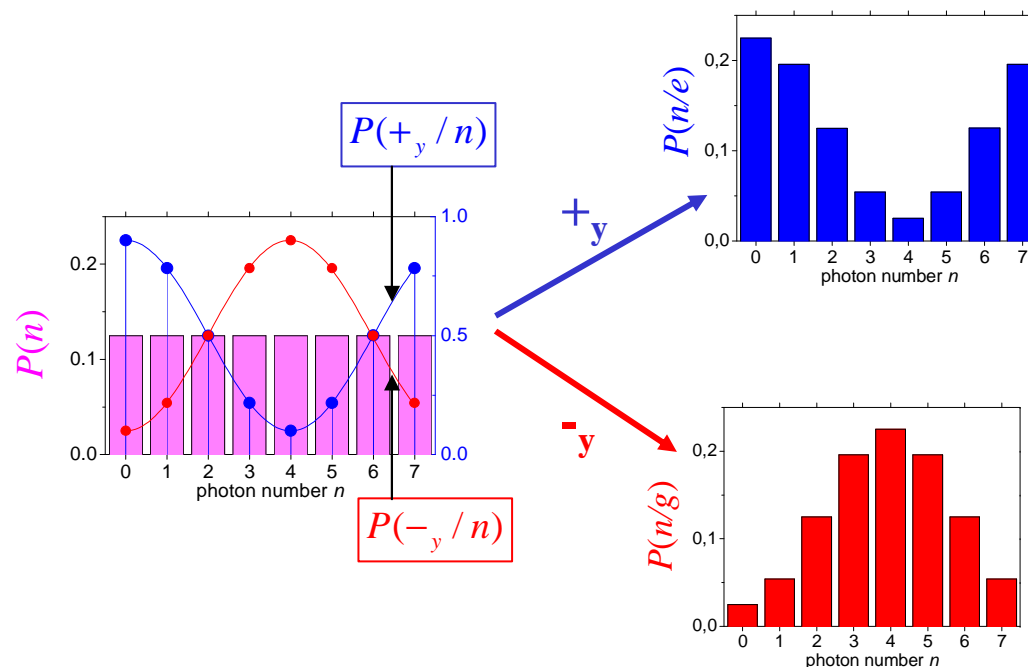 P(+y / n)
P(n)
0.2
0.1
0.0
1.0
0.5
0.0
0 1 2 3 4 5 6 7
photon number n
P(-y / n)
+y
-y
P(n/e)
0,2
0,1
0,0
0 1 2 3 4 5 6 7
photon number n
P(n/g)
0,2
0,1
0,0
0 1 2 3 4 5 6 7
photon number n